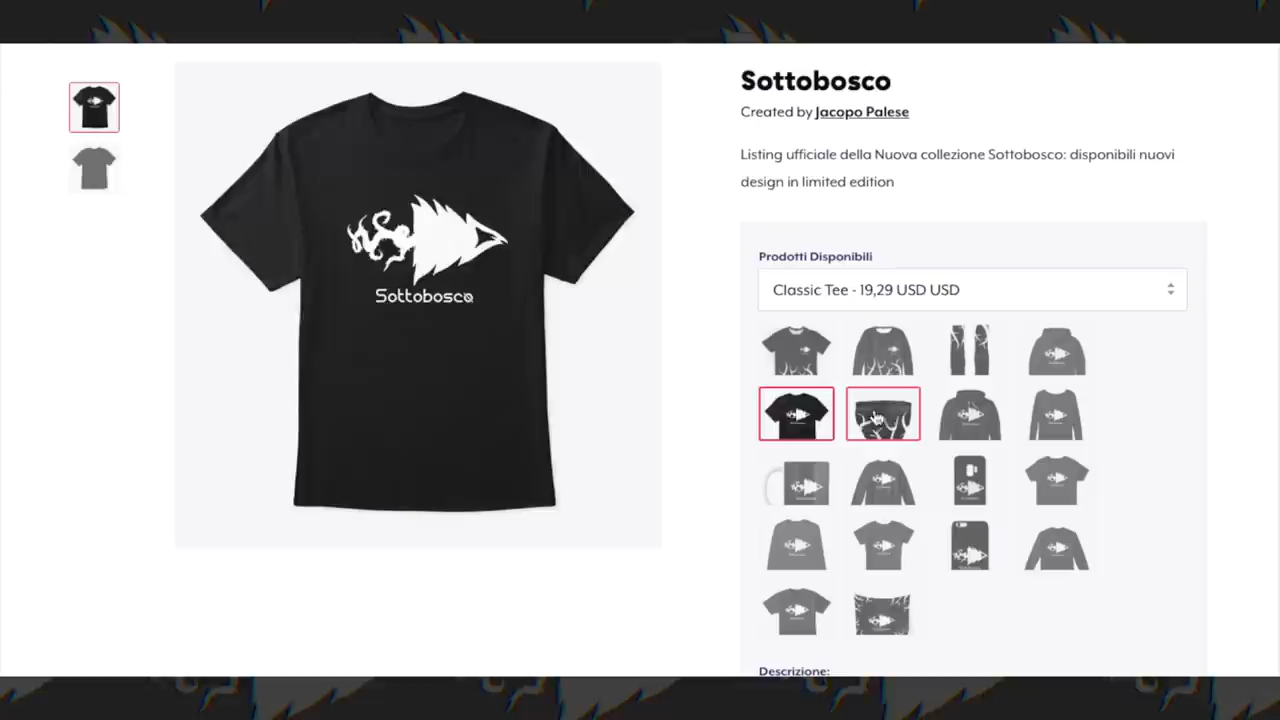 Sottobosco
Created by Jacopo Palese
Listing ufficiale della Nuova collezione Sottobosco: disponibili nuovi
design in limited edition
Sottobosco
Prodotti Disponibili
Classic Tee - 19,29 USD USD
Descrizione: